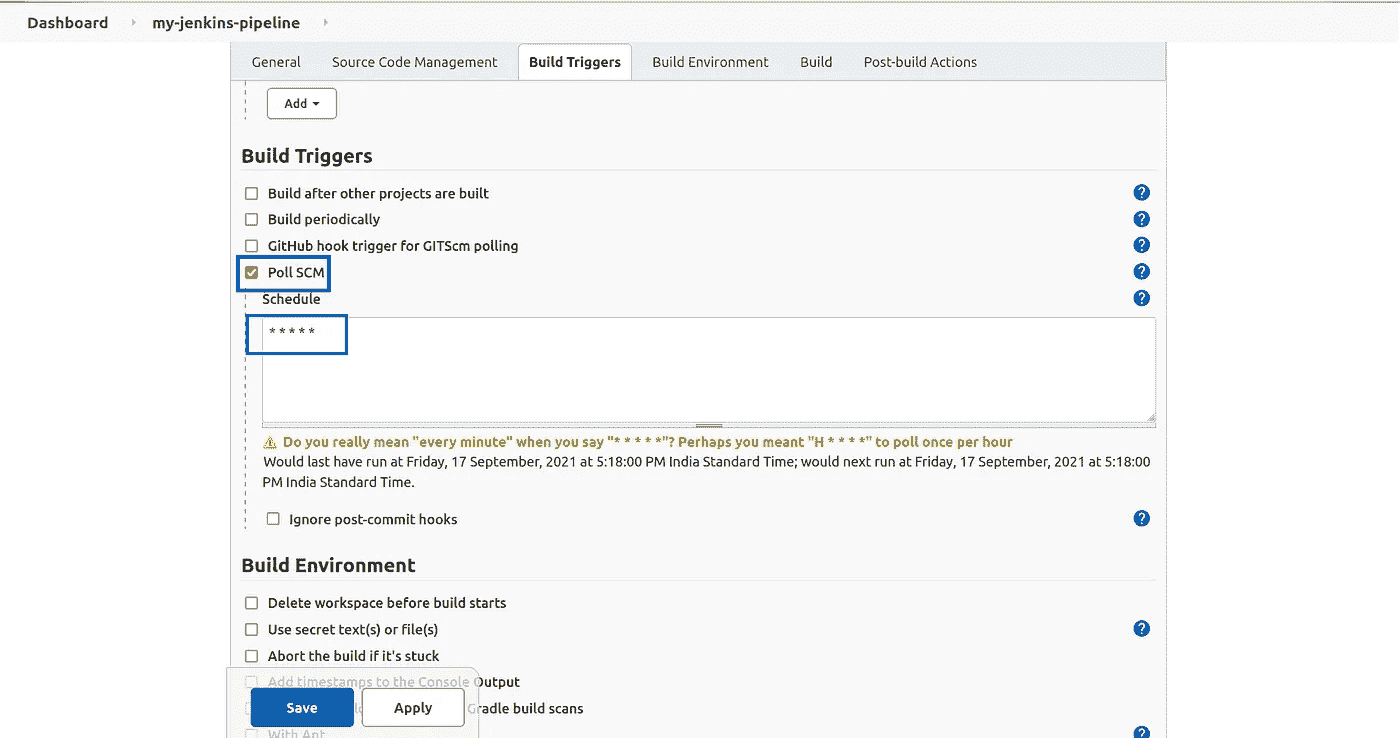 Dashboard my-jenkins-pipeline
General Source Code Management Build Triggers Build Environment Build Post-build Actions
Add
Build Triggers
Build after other projects are built
Build periodically
GitHub hook trigger for GITScm polling
Poll SCM
Schedule
* * * * *
Do you really mean "every minute" when you say "* * * * *"? Perhaps you meant "H * * * *" to poll once per hour
Would last have run at Friday, 17 September, 2021 at 5:18:00 PM India Standard Time; would next run at Friday, 17 September, 2021 at 5:18:00
PM India Standard Time.
Ignore post-commit hooks
Build Environment
Delete workspace before build starts
Use secret text(s) or file(s)
Abort the build if it's stuck
Add timestamps to the Console Output
Save Apply Gradle build scans
With Ant